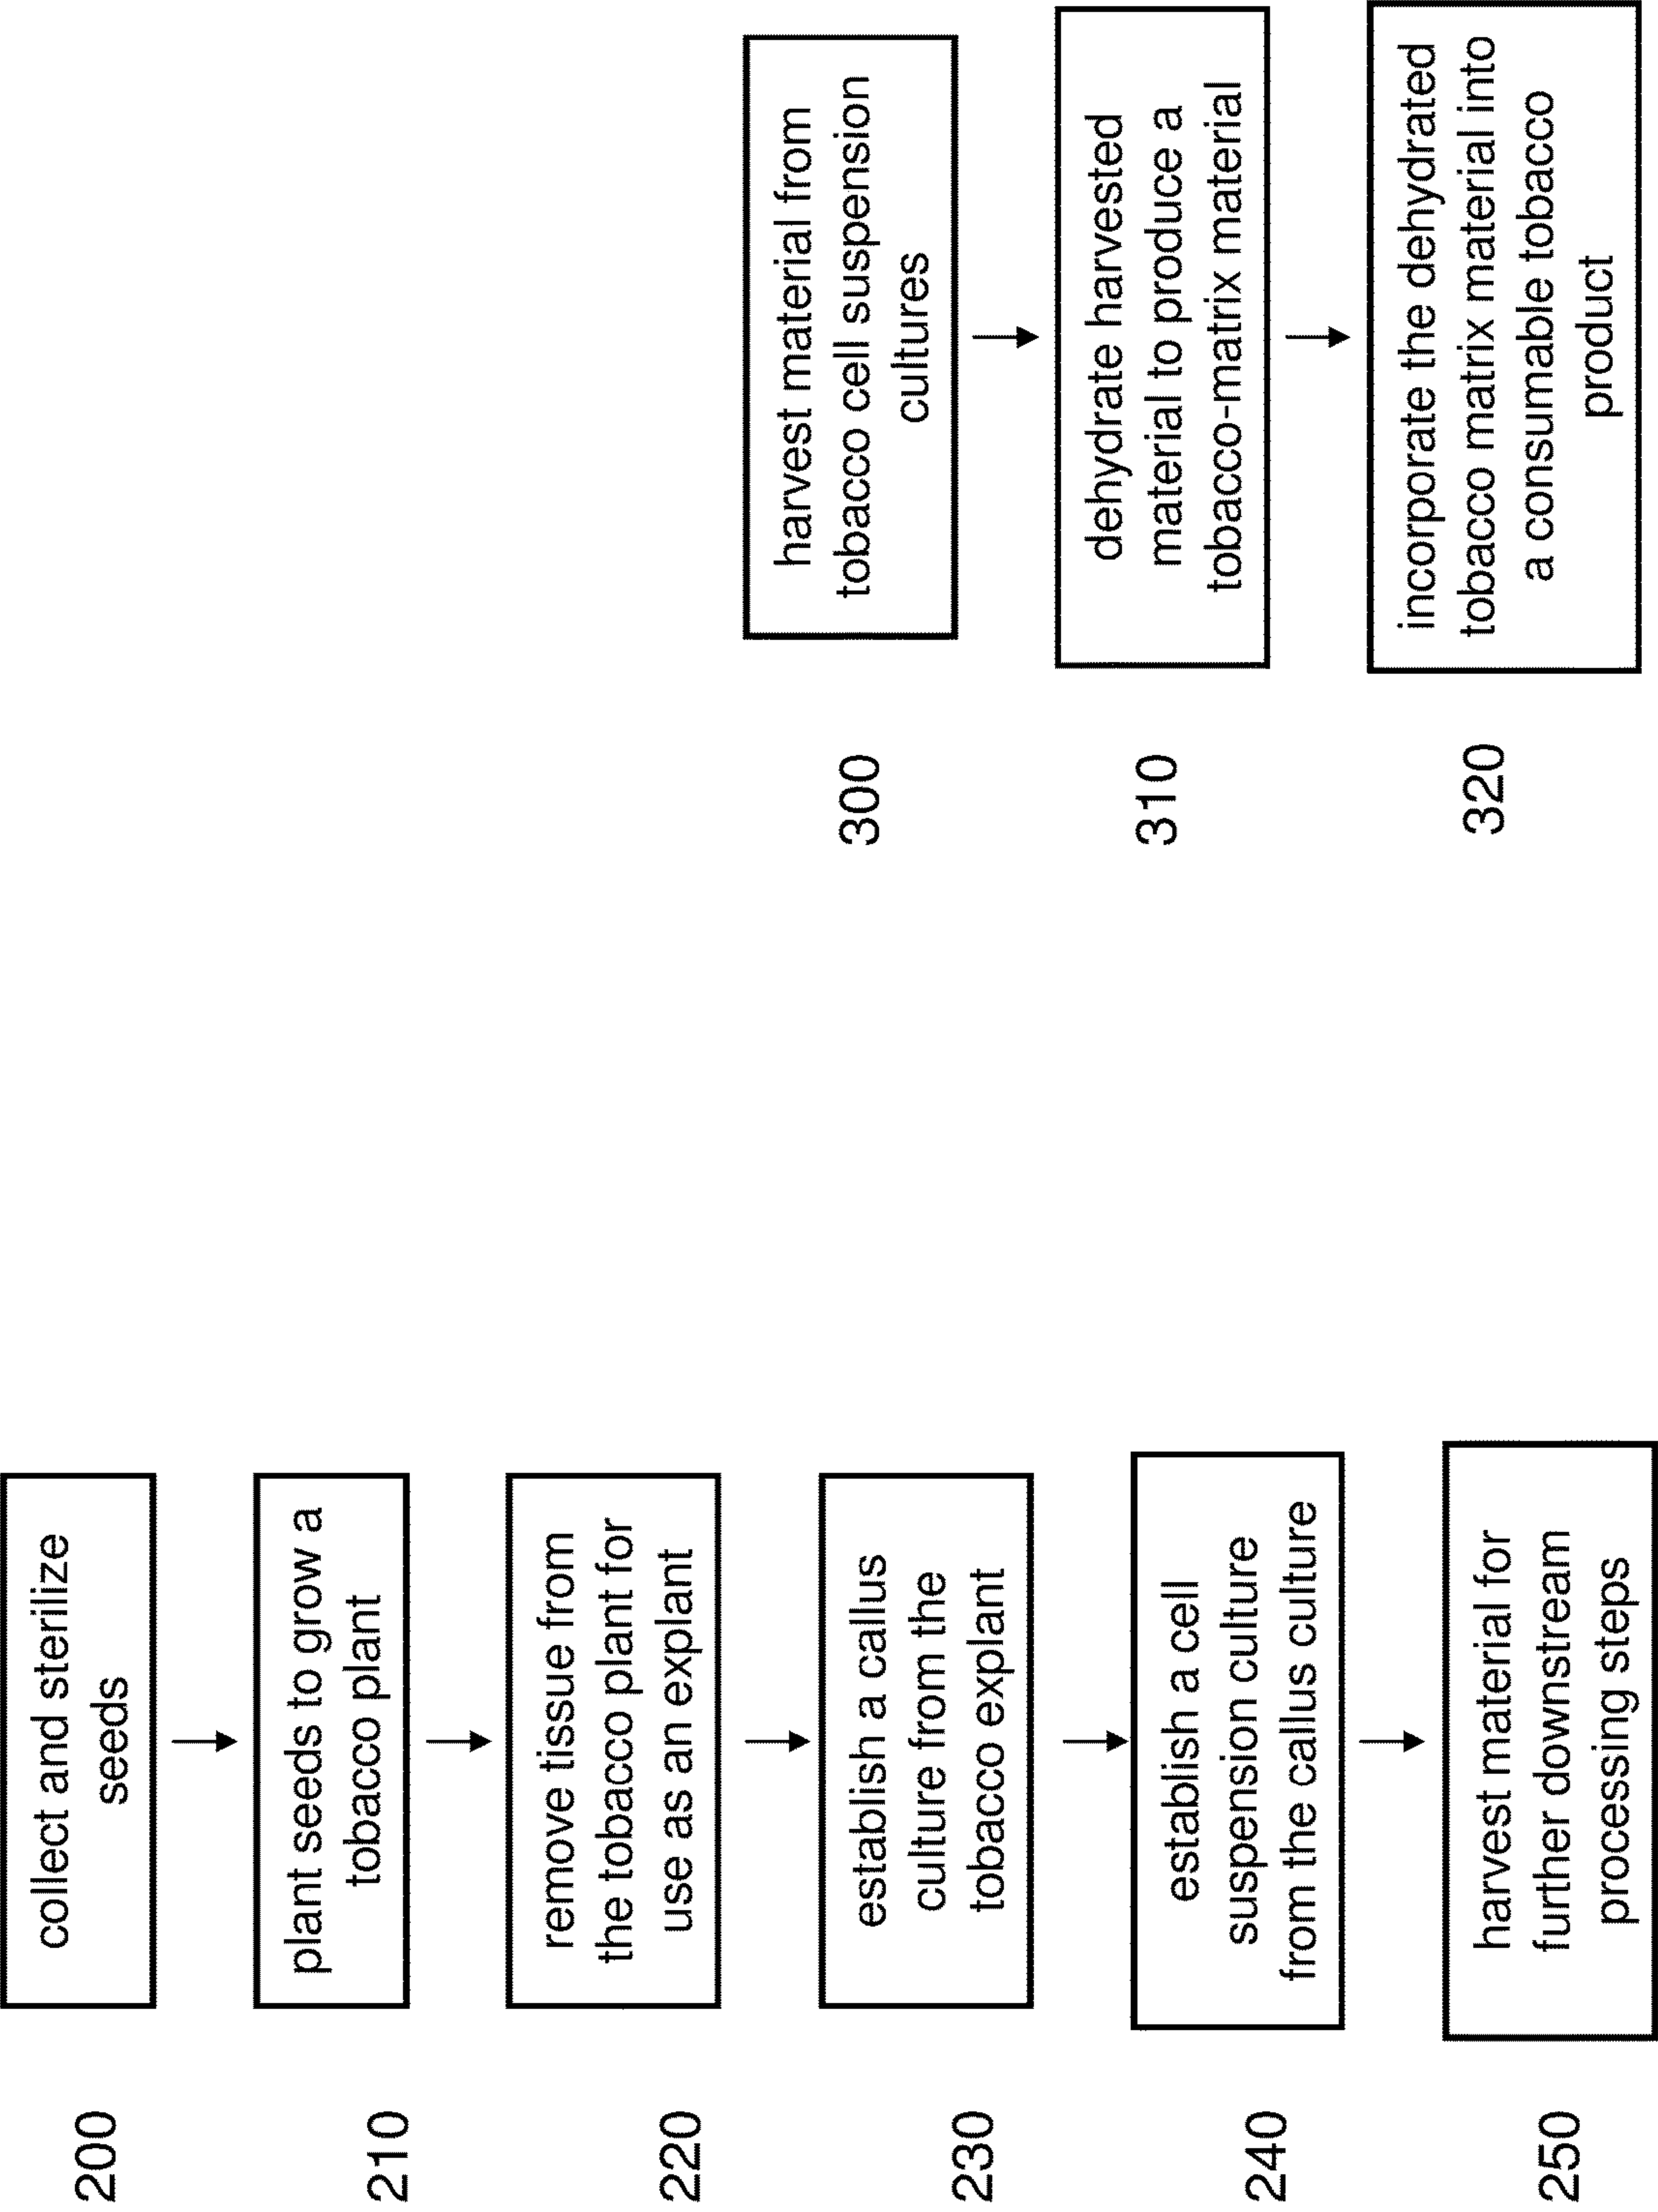 200
collect and sterilize
seeds
210
plant seeds to grow a
tobacco plant
220
remove tissue from
the tobacco plant for
use as an explant
230
establish a callus
culture from the
tobacco explant
240
establish a cell
suspension culture
from the callus culture
250
harvest material for
further downstream
processing steps
300
harvest material from
tobacco cell suspension
cultures
310
dehydrate harvested
material to produce a
tobacco-matrix material
320
incorporate the dehydrated
tobacco matrix material into
a consumable tobacco
product